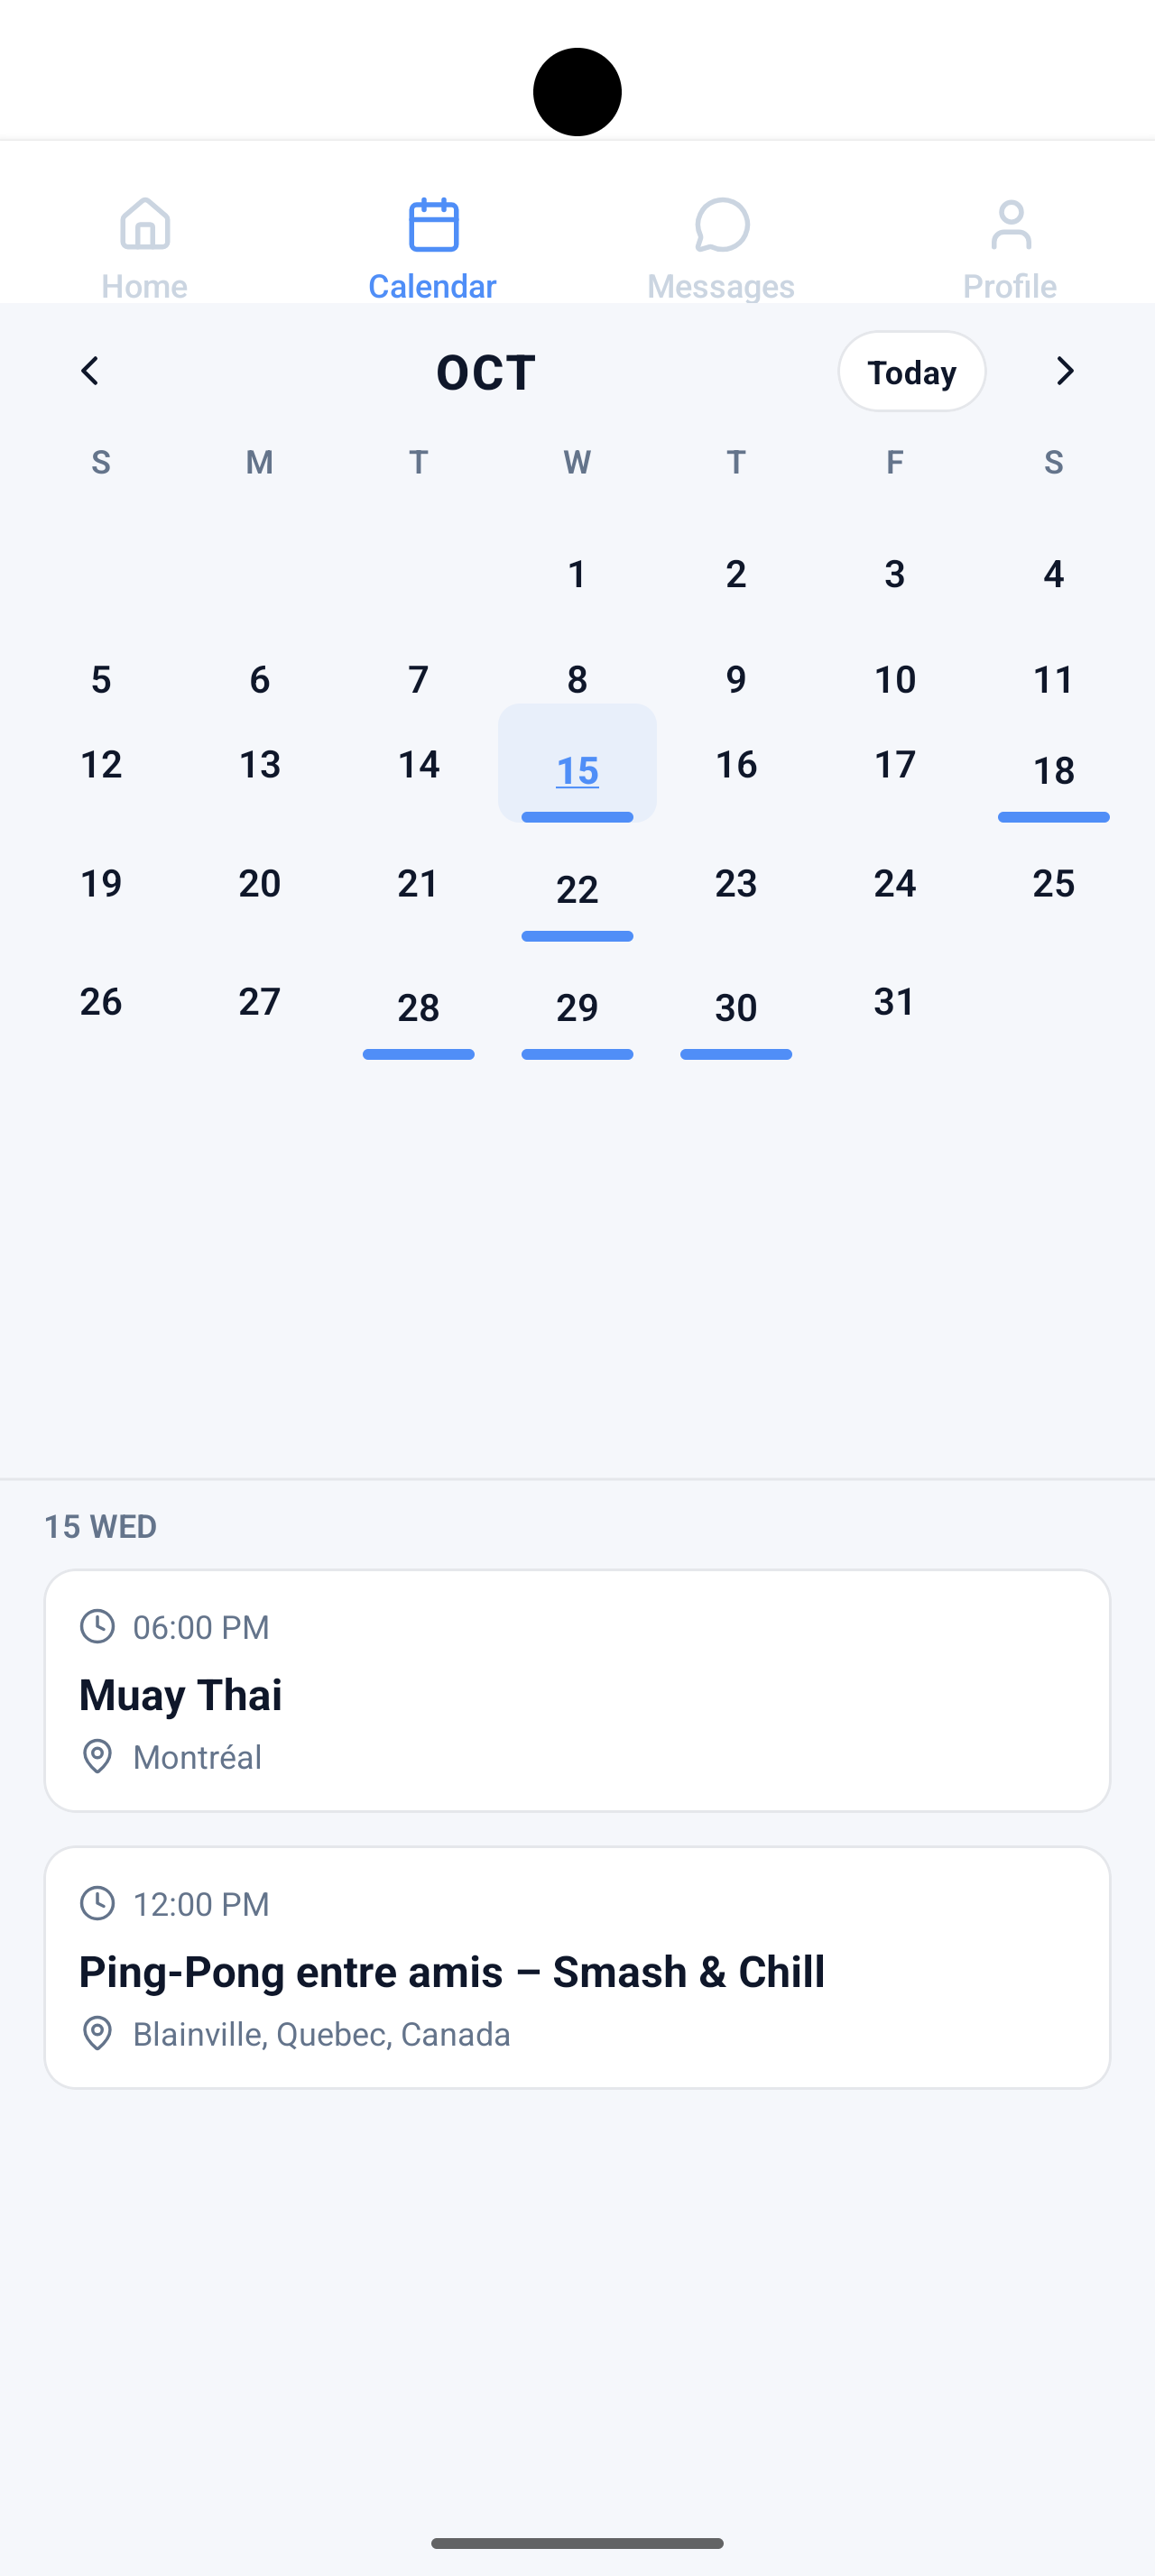 Home Calendar Messages Profile
OCT Today
S M T W T F S
1 2 3 4
5 6 7 8 9 10 11
12 13 14 15 16 17 18
19 20 21 22 23 24 25
26 27 28 29 30 31
15 WED
06:00 PM
Muay Thai
Montréal
12:00 PM
Ping-Pong entre amis – Smash & Chill
Blainville, Quebec, Canada